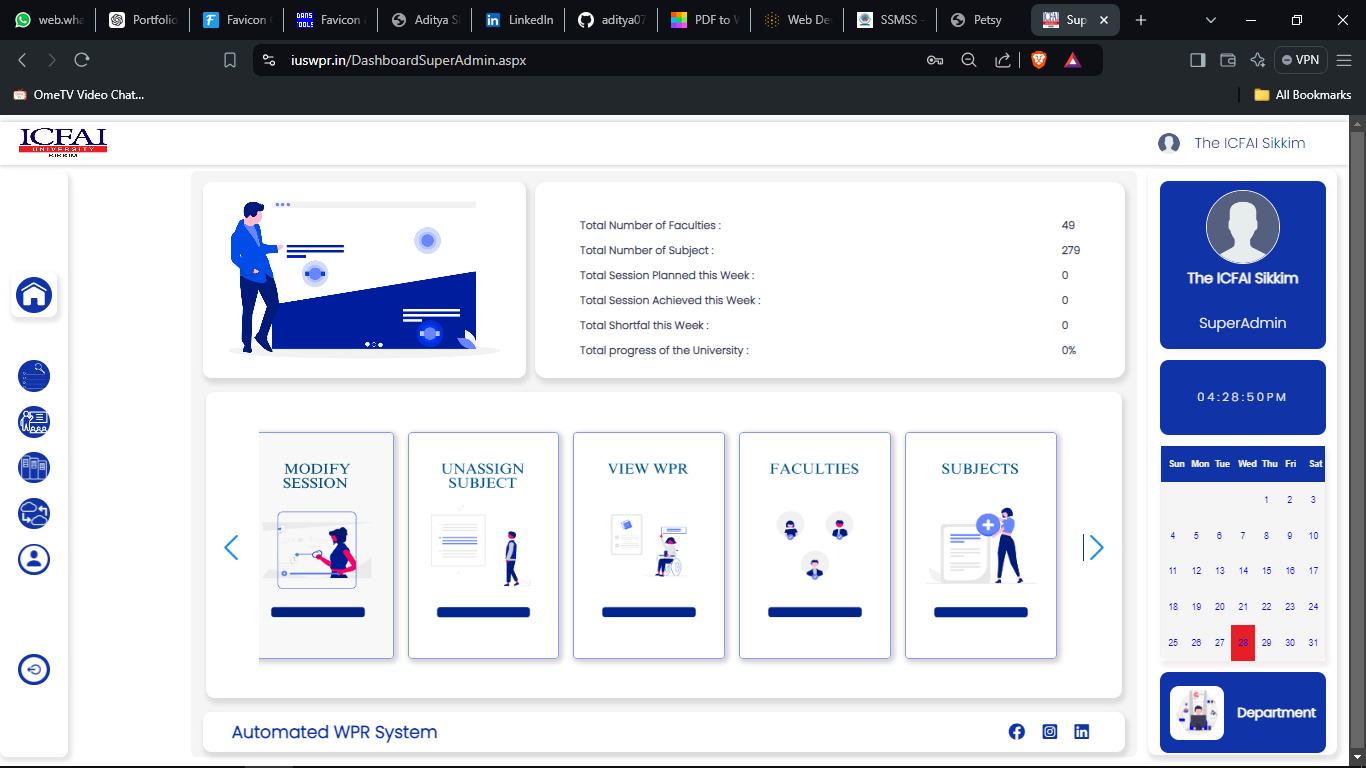 web.wha
Portfolio
Favicon
Favicon
Aditya Si
LinkedIn
aditya07
PDF to W
Web De
SSMSS -
Petsy
Sup
iuswpr.in/DashboardSuperAdmin.aspx
VPN
OmeTV Video Chat...
All Bookmarks
ICFAI
UNIVERSITY
SIKKIM
The ICFAI Sikkim
Total Number of Faculties : 49
Total Number of Subject : 279
Total Session Planned this Week : 0
Total Session Achieved this Week : 0
Total Shortfal this Week : 0
Total progress of the University : 0%
The ICFAI Sikkim
SuperAdmin
04:28:50PM
MODIFY
SESSION
UNASSIGN
SUBJECT
VIEW WPR
FACULTIES
SUBJECTS
Sun Mon Tue Wed Thu Fri Sat
1 2 3
4 5 6 7 8 9 10
11 12 13 14 15 16 17
18 19 20 21 22 23 24
25 26 27 28 29 30 31
Department
Automated WPR System